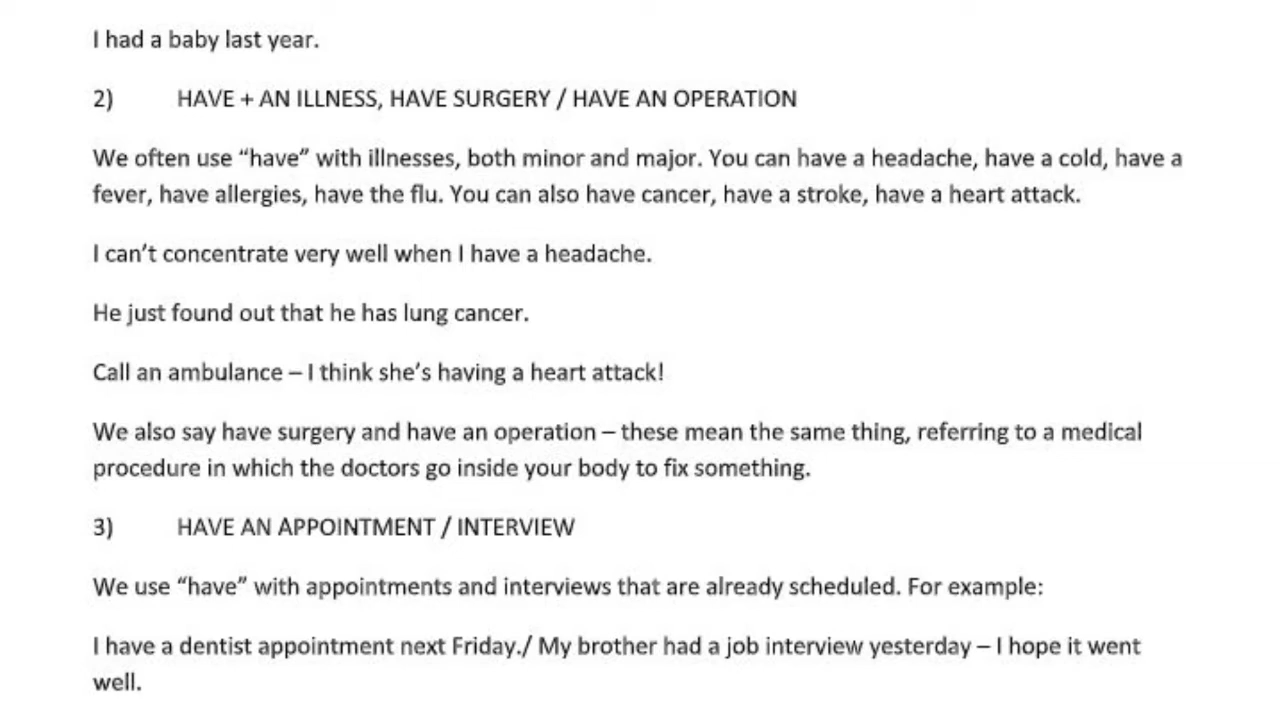 I had a baby last year.
2) HAVE + AN ILLNESS, HAVE SURGERY / HAVE AN OPERATION
We often use “have” with illnesses, both minor and major. You can have a headache, have a cold, have a
fever, have allergies, have the flu. You can also have cancer, have a stroke, have a heart attack.
I can’t concentrate very well when I have a headache.
He just found out that he has lung cancer.
Call an ambulance – I think she’s having a heart attack!
We also say have surgery and have an operation – these mean the same thing, referring to a medical
procedure in which the doctors go inside your body to fix something.
3) HAVE AN APPOINTMENT / INTERVIEW
We use “have” with appointments and interviews that are already scheduled. For example:
I have a dentist appointment next Friday./ My brother had a job interview yesterday – I hope it went
well.